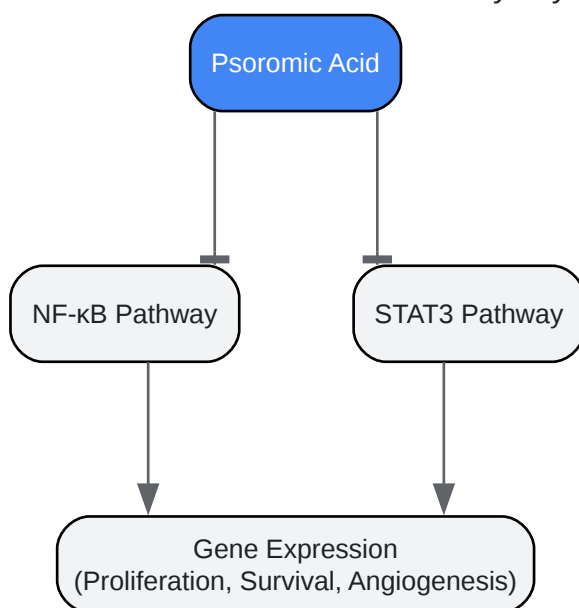 Psoromic Acid
NF-κB Pathway
STAT3 Pathway
Gene Expression
(Proliferation, Survival, Angiogenesis)